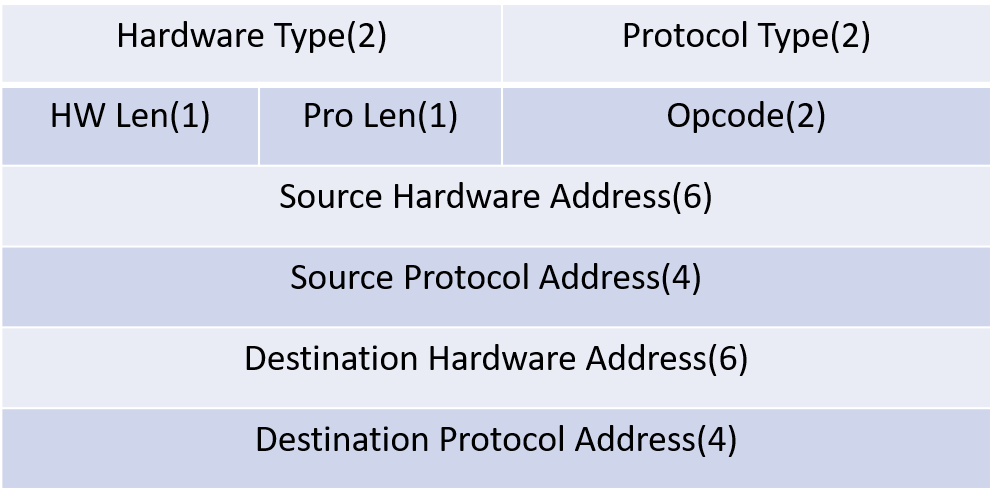 Hardware Type(2)
Protocol Type(2)
HW Len(1)
Pro Len(1)
Opcode(2)
Source Hardware Address(6)
Source Protocol Address(4)
Destination Hardware Address(6)
Destination Protocol Address(4)